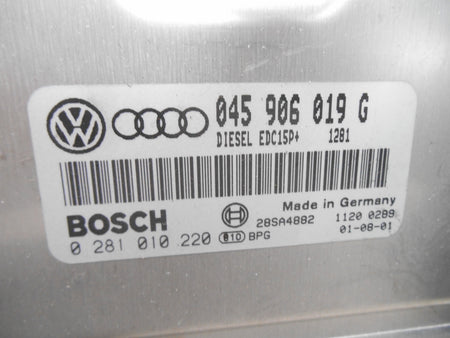 045 906 019 G
DIESEL EDC15P+ 1281
Made in Germany
BOSCH 28SA4882 1120 0289
0 281 010 220 810 BPG 01-08-01